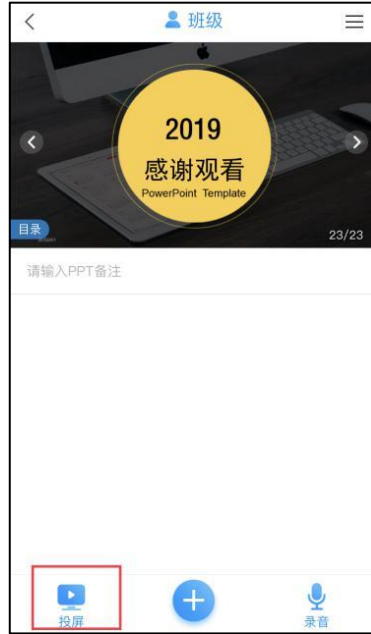 班级
2019
感谢观看
PowerPoint Template
目录
23/23
请输入PPT备注
投屏
录音